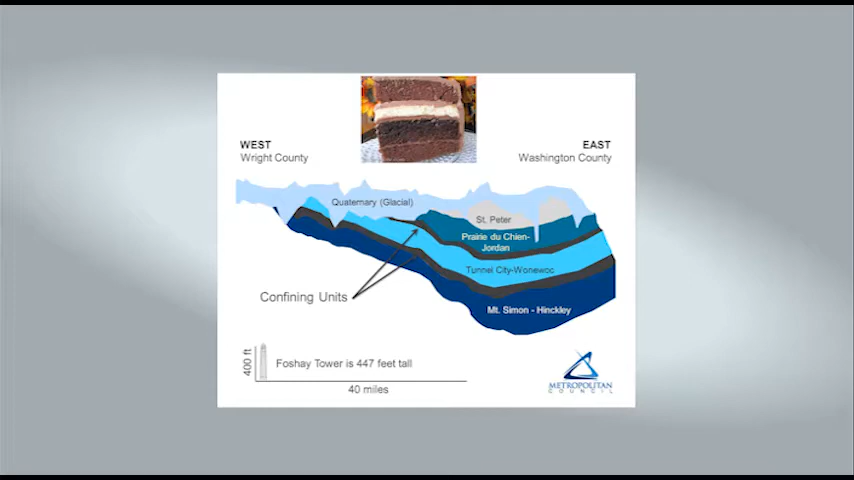 WEST
Wright County
EAST
Washington County
Quaternary (Glacial)
St. Peter
Prairie du Chien-
Jordan
Tunnel City-Wonewoc
Confining Units
Mt. Simon - Hinckley
400 ft
Foshay Tower is 447 feet tall
40 miles
METROPOLITAN
COUNCIL